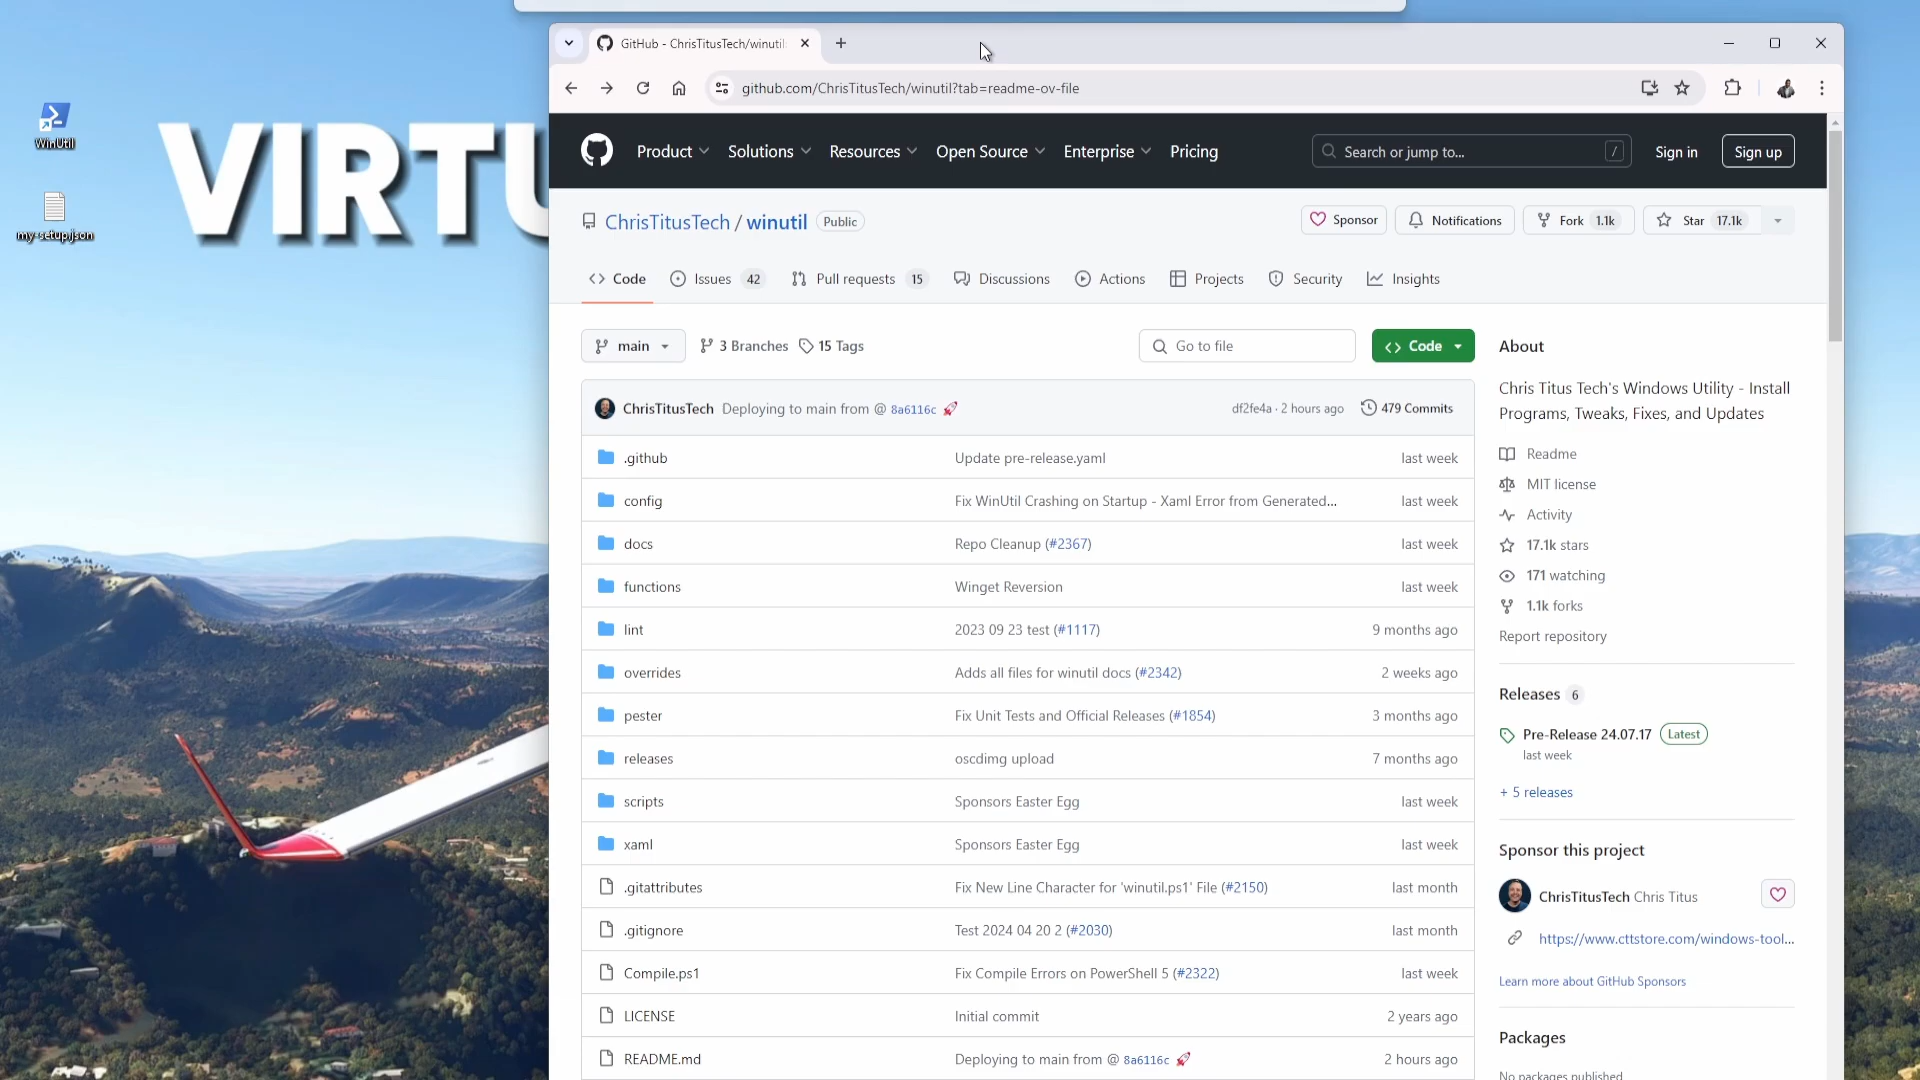 WinUtil
my-setup.json
VIRTU
GitHub - ChrisTitusTech/winutil:
github.com/ChrisTitusTech/winutil?tab=readme-ov-file
Product Solutions Resources Open Source Enterprise Pricing
Search or jump to... /
Sign in
Sign up
ChrisTitusTech / winutil Public
Sponsor
Notifications
Fork 1.1k
Star 17.1k
Code
Issues 42
Pull requests 15
Discussions
Actions
Projects
Security
Insights
main
3 Branches
15 Tags
Go to file
Code
ChrisTitusTech Deploying to main from @ 8a6116c 🚀 df2fe4a · 2 hours ago 479 Commits
.github Update pre-release.yaml last week
config Fix WinUtil Crashing on Startup - Xaml Error from Generated... last week
docs Repo Cleanup (#2367) last week
functions Winget Reversion last week
lint 2023 09 23 test (#1117) 9 months ago
overrides Adds all files for winutil docs (#2342) 2 weeks ago
pester Fix Unit Tests and Official Releases (#1854) 3 months ago
releases oscdimg upload 7 months ago
scripts Sponsors Easter Egg last week
xaml Sponsors Easter Egg last week
.gitattributes Fix New Line Character for 'winutil.ps1' File (#2150) last month
.gitignore Test 2024 04 20 2 (#2030) last month
Compile.ps1 Fix Compile Errors on PowerShell 5 (#2322) last week
LICENSE Initial commit 2 years ago
README.md Deploying to main from @ 8a6116c 🚀 2 hours ago
About
Chris Titus Tech's Windows Utility - Install
Programs, Tweaks, Fixes, and Updates
Readme
MIT license
Activity
17.1k stars
171 watching
1.1k forks
Report repository
Releases 6
Pre-Release 24.07.17 Latest
last week
+ 5 releases
Sponsor this project
ChrisTitusTech Chris Titus
https://www.cttstore.com/windows-tool...
Learn more about GitHub Sponsors
Packages
No packages published